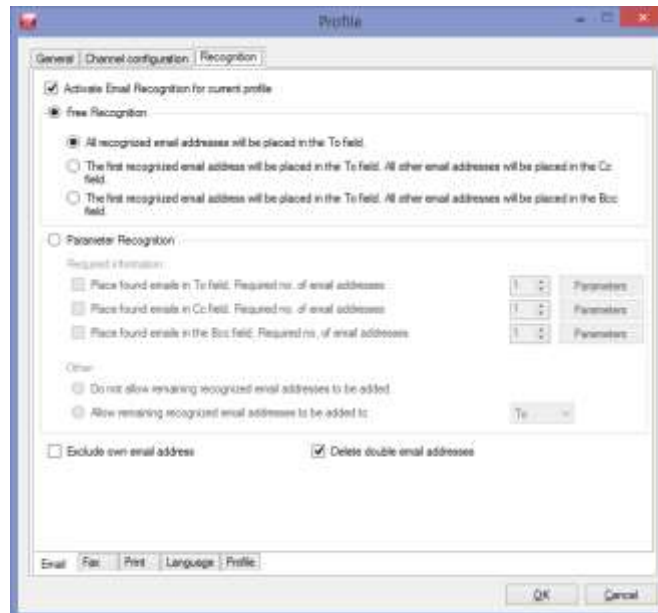 Profile
General Channel configuration Recognition
Activate Email Recognition for current profile
Free Recognition
All recognized email addresses will be placed in the To field.
The first recognized email address will be placed in the To field. All other email addresses will be placed in the Cc
field.
The first recognized email address will be placed in the To field. All other email addresses will be placed in the Bcc
field.
Parameter Recognition
Required information
Place found emails in To field. Required no. of email addresses 1 Parameters
Place found emails in Cc field. Required no. of email addresses 1 Parameters
Place found emails in the Bcc field. Required no. of email addresses 1 Parameters
Other
Do not allow remaining recognized email addresses to be added
Allow remaining recognized email addresses to be added to To
Exclude own email address Delete double email addresses
Email Fax Print Language Profile
OK Cancel